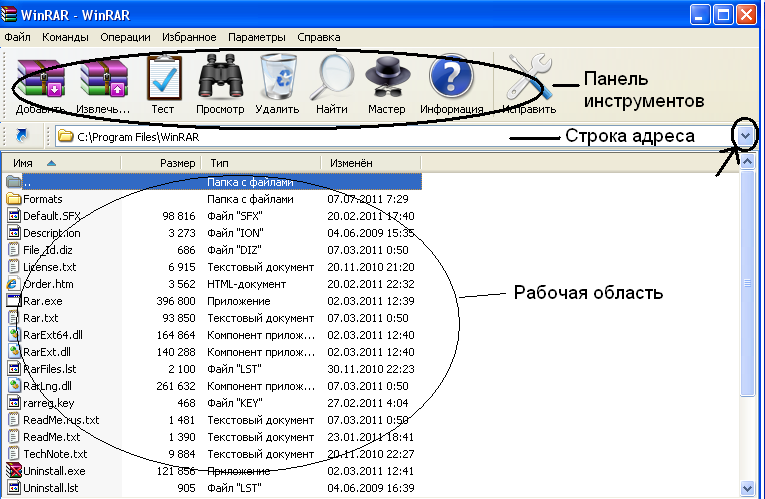 WinRAR - WinRAR
Файл Команды Операции Избранное Параметры Справка
Добавить Извлечь... Тест Просмотр Удалить Найти Мастер Информация Исправить
Панель
инструментов
C:\Program Files\WinRAR
Строка адреса
Имя Размер Тип Изменён
.. Папка с файлами
Formats Папка с файлами 07.07.2011 7:29
Default.SFX 98 816 Файл "SFX" 20.02.2011 17:40
Descript.ion 3 273 Файл "ION" 04.06.2009 15:35
File_Id.diz 686 Файл "DIZ" 07.03.2011 0:50
License.txt 6 915 Текстовый документ 20.11.2010 21:20
Order.htm 3 562 HTML-документ 20.02.2011 22:32
Rar.exe 396 800 Приложение 02.03.2011 12:39
Rar.txt 93 850 Текстовый документ 07.03.2011 0:50
RarExt64.dll 164 864 Компонент прилож... 02.03.2011 12:40
RarExt.dll 140 288 Компонент прилож... 02.03.2011 12:40
RarFiles.lst 2 100 Файл "LST" 30.11.2010 22:23
RarLng.dll 261 632 Компонент прилож... 07.03.2011 0:50
rarreg.key 468 Файл "KEY" 27.02.2011 4:04
ReadMe.rus.txt 1 481 Текстовый документ 07.03.2011 0:50
ReadMe.txt 1 390 Текстовый документ 23.01.2011 18:41
TechNote.txt 9 884 Текстовый документ 20.11.2010 22:27
Uninstall.exe 121 856 Приложение 02.03.2011 12:41
Uninstall.lst 905 Файл "LST" 04.06.2009 16:39
Рабочая область